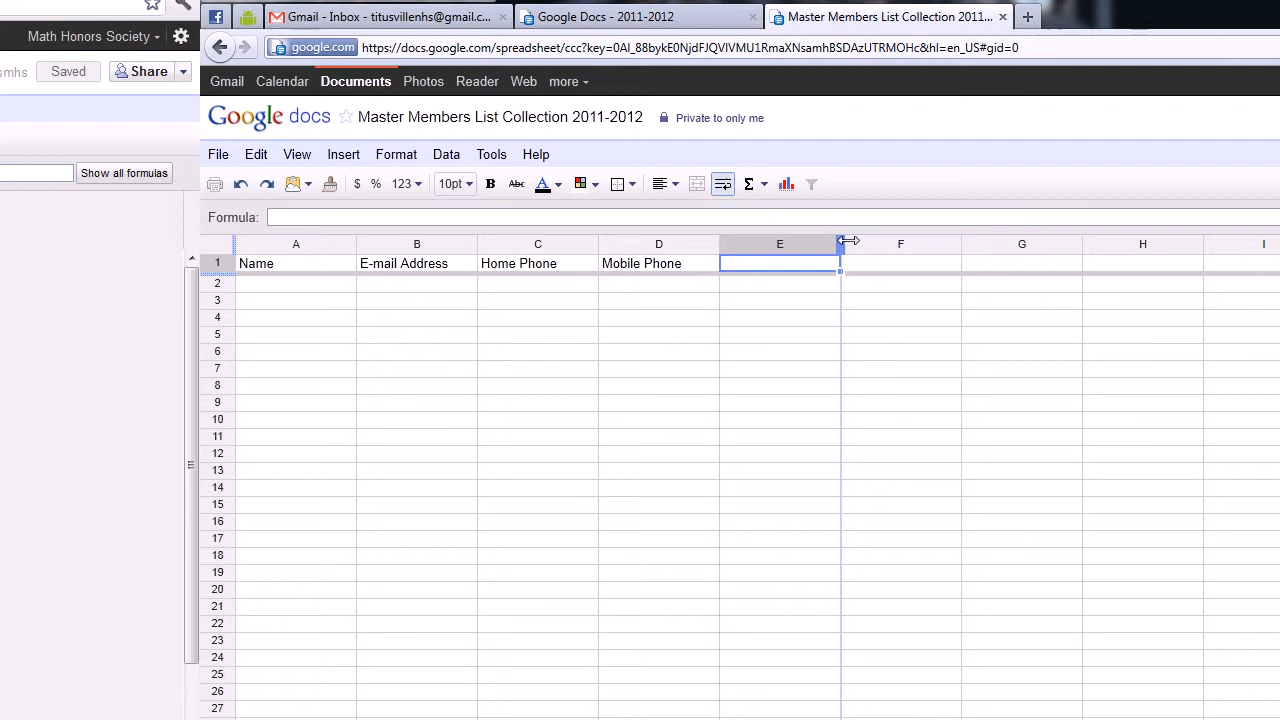 Math Honors Society
smhs
Saved
Share
Show all formulas
Gmail - Inbox - titusvillenhs@gmail.c...
Google Docs - 2011-2012
Master Members List Collection 2011...
google.com
https://docs.google.com/spreadsheet/ccc?key=0Al_88bykE0NjdFJQVlVMU1RmaXNsamhBSDAzUTRMOUE&hl=en_US#gid=0
Gmail Calendar Documents Photos Reader Web more
Google docs
Master Members List Collection 2011-2012
Private to only me
File Edit View Insert Format Data Tools Help
$ % 123 10pt B Abc A Σ
Formula:
A B C D E F G H I
1 Name E-mail Address Home Phone Mobile Phone
2
3
4
5
6
7
8
9
10
11
12
13
14
15
16
17
18
19
20
21
22
23
24
25
26
27